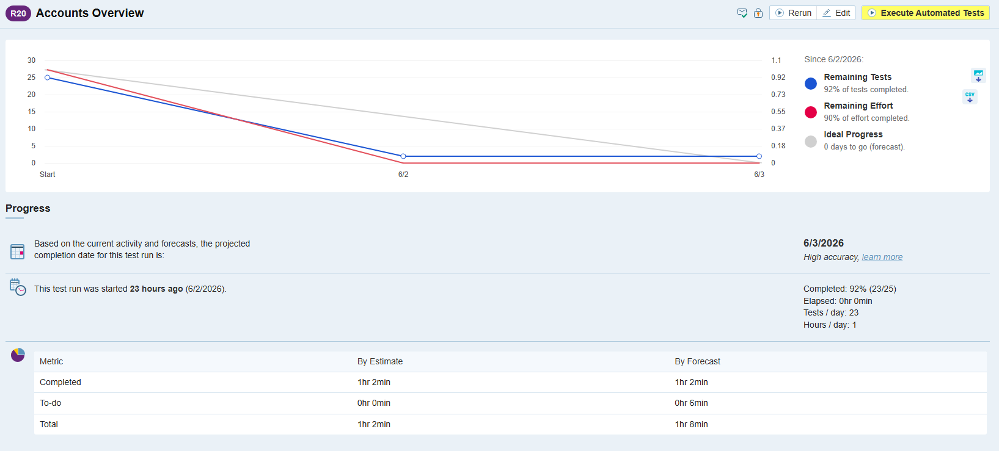 R20 Accounts Overview
Rerun Edit Execute Automated Tests
30 1.1
25 0.92
20 0.73
15 0.55
10 0.37
5 0.18
0 0
Start 6/2 6/3
Since 6/2/2026:
Remaining Tests
92% of tests completed.
Remaining Effort
90% of effort completed.
Ideal Progress
0 days to go (forecast).
CSV
Progress
Based on the current activity and forecasts, the projected
completion date for this test run is:
6/3/2026
High accuracy, learn more
This test run was started 23 hours ago (6/2/2026).
Completed: 92% (23/25)
Elapsed: 0hr 0min
Tests / day: 23
Hours / day: 1
Metric By Estimate By Forecast
Completed 1hr 2min 1hr 2min
To-do 0hr 0min 0hr 6min
Total 1hr 2min 1hr 8min